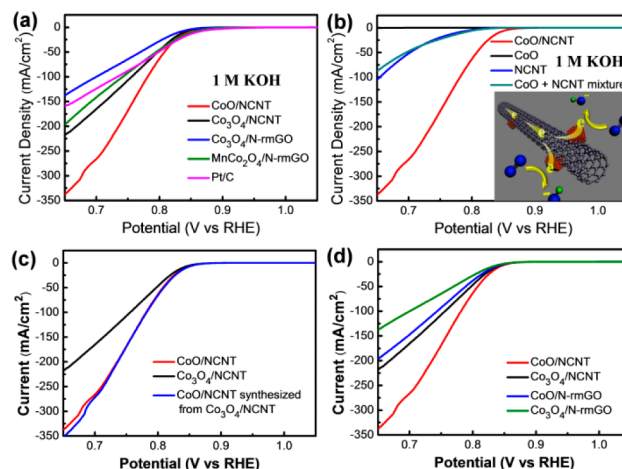 (a)
1 M KOH
CoO/NCNT
Co₃O₄/NCNT
Co₃O₄/N-rmGO
MnCo₂O₄/N-rmGO
Pt/C
Current Density (mA/cm²)
0
-50
-100
-150
-200
-250
-300
-350
0.7 0.8 0.9 1.0
Potential (V vs RHE)
(b)
CoO/NCNT
CoO 1 M KOH
NCNT
CoO + NCNT mixture
Current Density (mA/cm²)
0
-50
-100
-150
-200
-250
-300
-350
0.7 0.8 0.9 1.0
Potential (V vs RHE)
(c)
CoO/NCNT
Co₃O₄/NCNT
CoO/NCNT synthesized
from Co₃O₄/NCNT
Current (mA/cm²)
0
-50
-100
-150
-200
-250
-300
-350
0.7 0.8 0.9 1.0
Potential (V vs RHE)
(d)
CoO/NCNT
Co₃O₄/NCNT
CoO/N-rmGO
Co₃O₄/N-rmGO
Current (mA/cm²)
0
-50
-100
-150
-200
-250
-300
-350
0.7 0.8 0.9 1.0
Potential (V vs RHE)